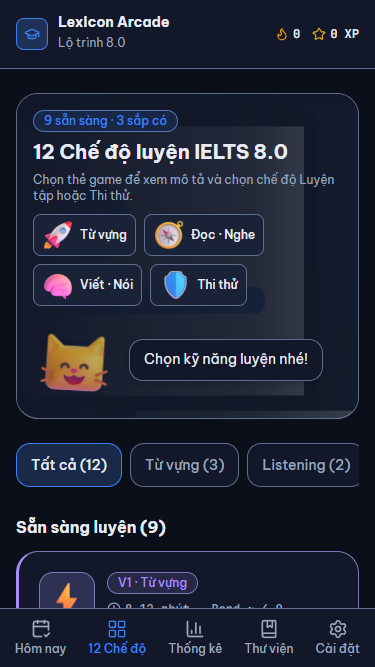 Lexicon Arcade
Lộ trình 8.0
0
0 XP
9 sẵn sàng · 3 sắp có
12 Chế độ luyện IELTS 8.0
Chọn thẻ game để xem mô tả và chọn chế độ Luyện
tập hoặc Thi thử.
Từ vựng
Đọc · Nghe
Viết · Nói
Thi thử
Chọn kỹ năng luyện nhé!
Tất cả (12)
Từ vựng (3)
Listening (2)
Sẵn sàng luyện (9)
V1 · Từ vựng
Hôm nay
12 Chế độ
Thống kê
Thư viện
Cài đặt